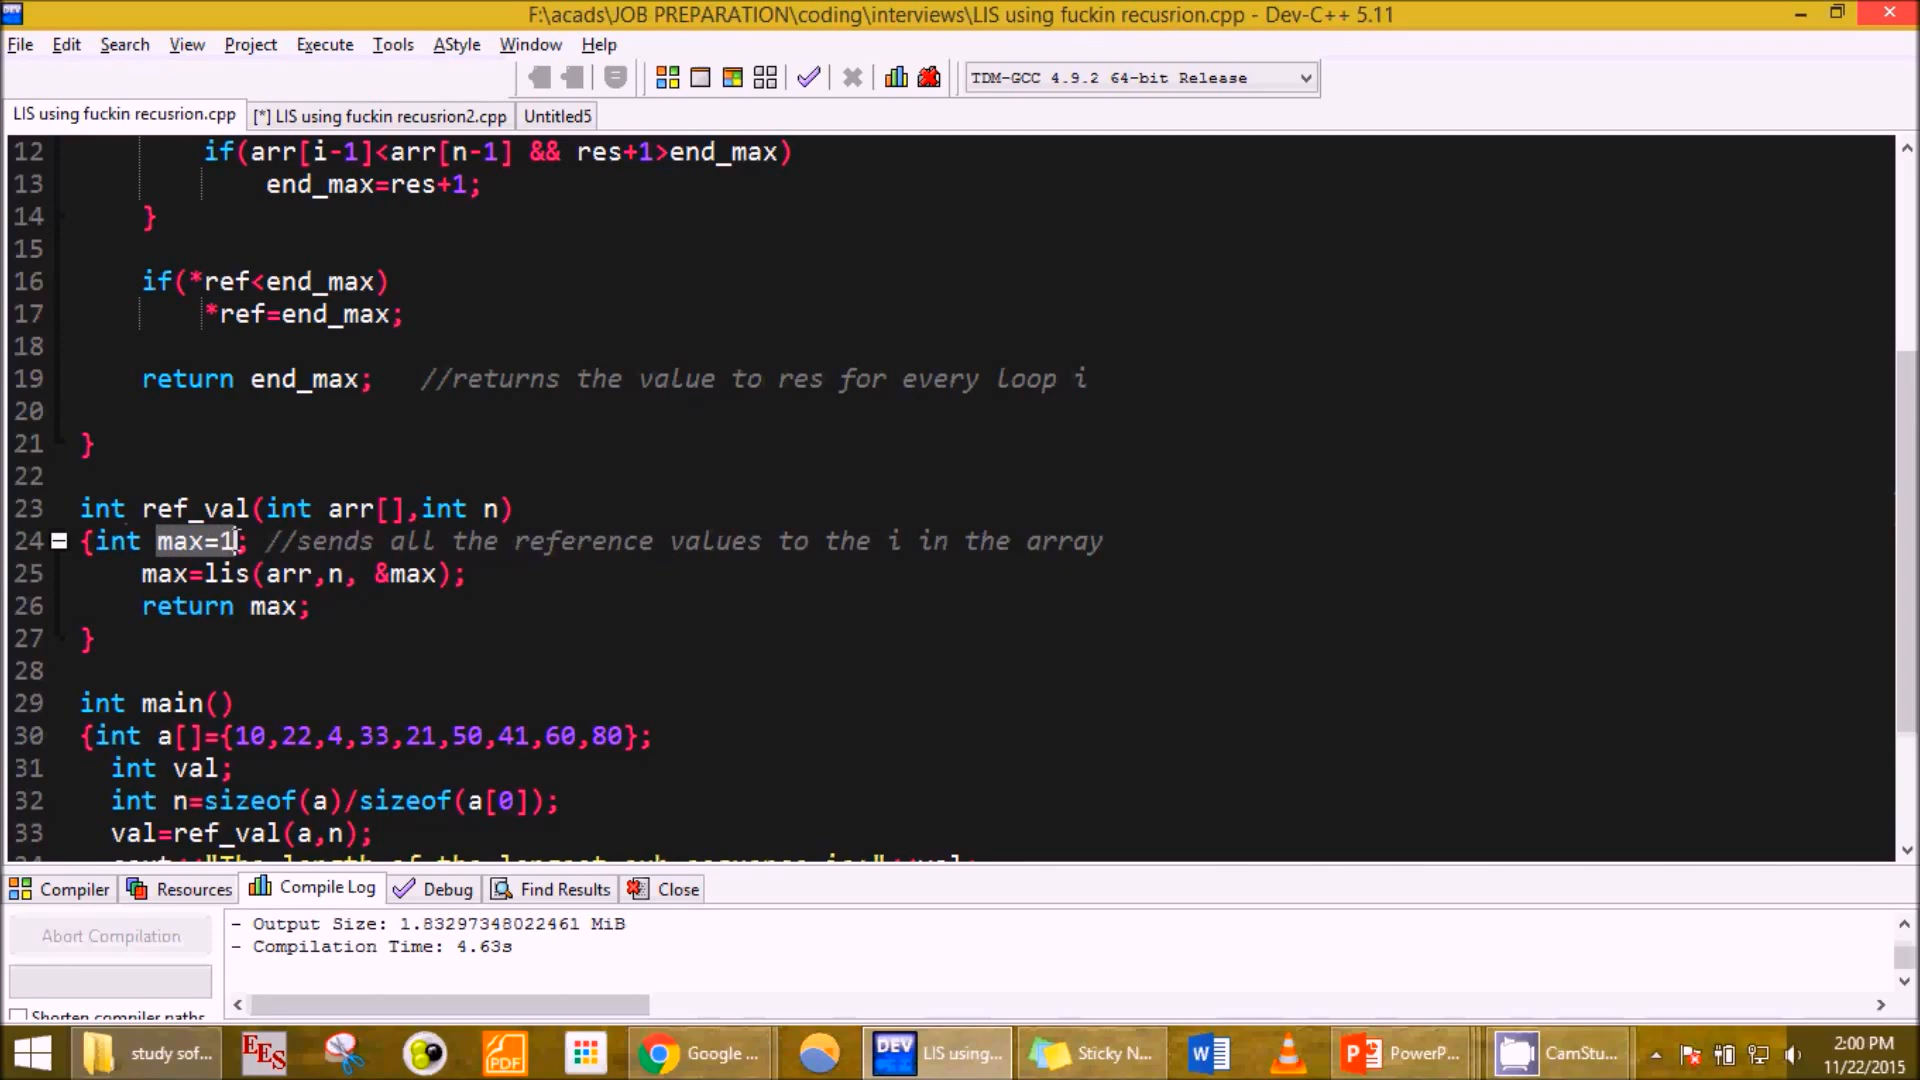 F:\acads\JOB PREPARATION\coding\interviews\LIS using fuckin recusrion.cpp - Dev-C++ 5.11
File Edit Search View Project Execute Tools AStyle Window Help
TDM-GCC 4.9.2 64-bit Release
LIS using fuckin recusrion.cpp [*] LIS using fuckin recusrion2.cpp Untitled5
12 if(arr[i-1]<arr[n-1] && res+1>end_max)
13 end_max=res+1;
14 }
15
16 if(*ref<end_max)
17 *ref=end_max;
18
19 return end_max; //returns the value to res for every loop i
20
21 }
22
23 int ref_val(int arr[],int n)
24 {int max=1; //sends all the reference values to the i in the array
25 max=lis(arr,n, &max);
26 return max;
27 }
28
29 int main()
30 {int a[]={10,22,4,33,21,50,41,60,80};
31 int val;
32 int n=sizeof(a)/sizeof(a[0]);
33 val=ref_val(a,n);
Compiler Resources Compile Log Debug Find Results Close
Abort Compilation
- Output Size: 1.83297348022461 MiB
- Compilation Time: 4.63s
Shorten compiler paths
study sof... EES PDF Google ... DEV LIS using... Sticky N... PowerP... CamStu...
2:00 PM
11/22/2015